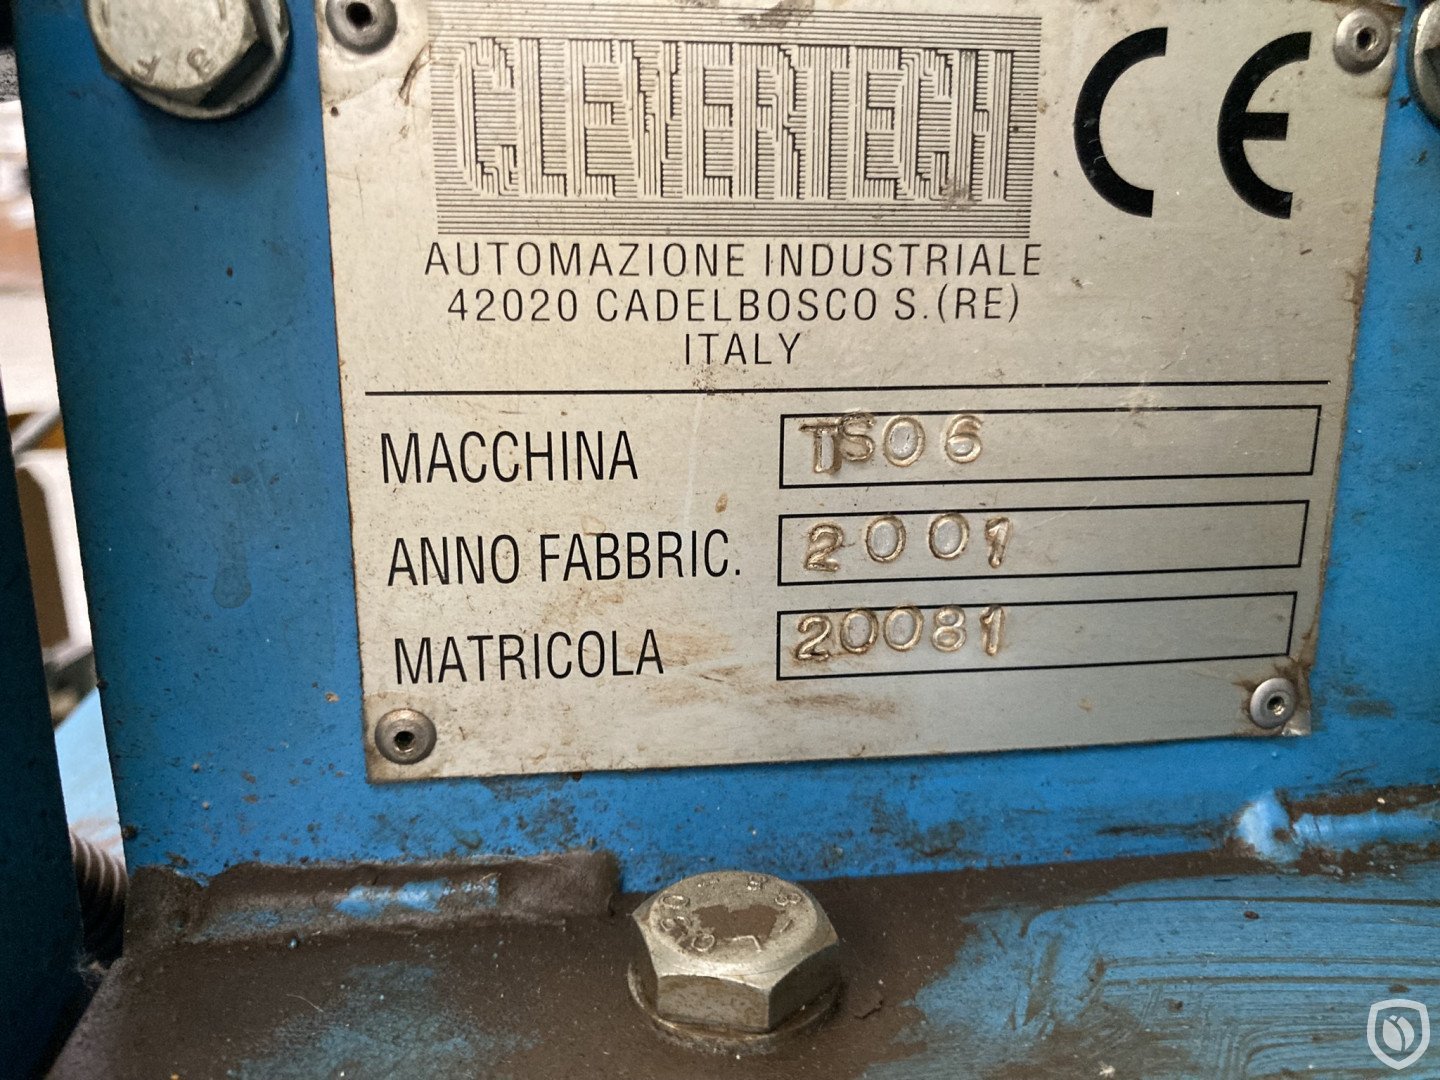 CLEVERTECH
CE
AUTOMAZIONE INDUSTRIALE
42020 CADELBOSCO S. (RE)
ITALY
MACCHINA TS06
ANNO FABBRIC. 2001
MATRICOLA 20081